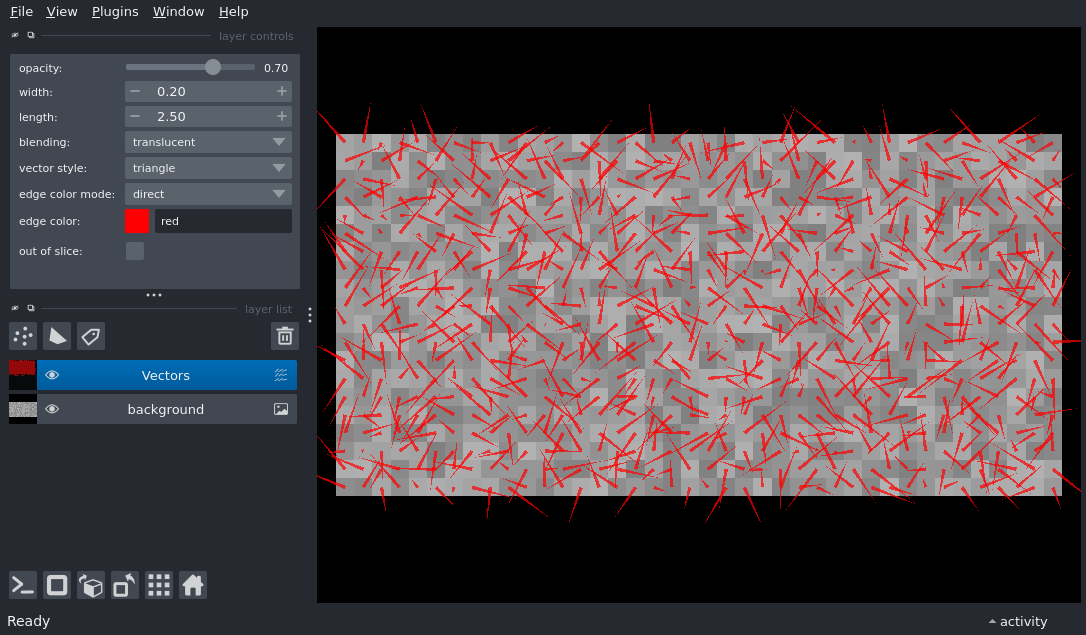 File View Plugins Window Help
layer controls
opacity: 0.70
width: − 0.20 +
length: − 2.50 +
blending: translucent
vector style: triangle
edge color mode: direct
edge color: red
out of slice:
layer list
Vectors
background
Ready
activity